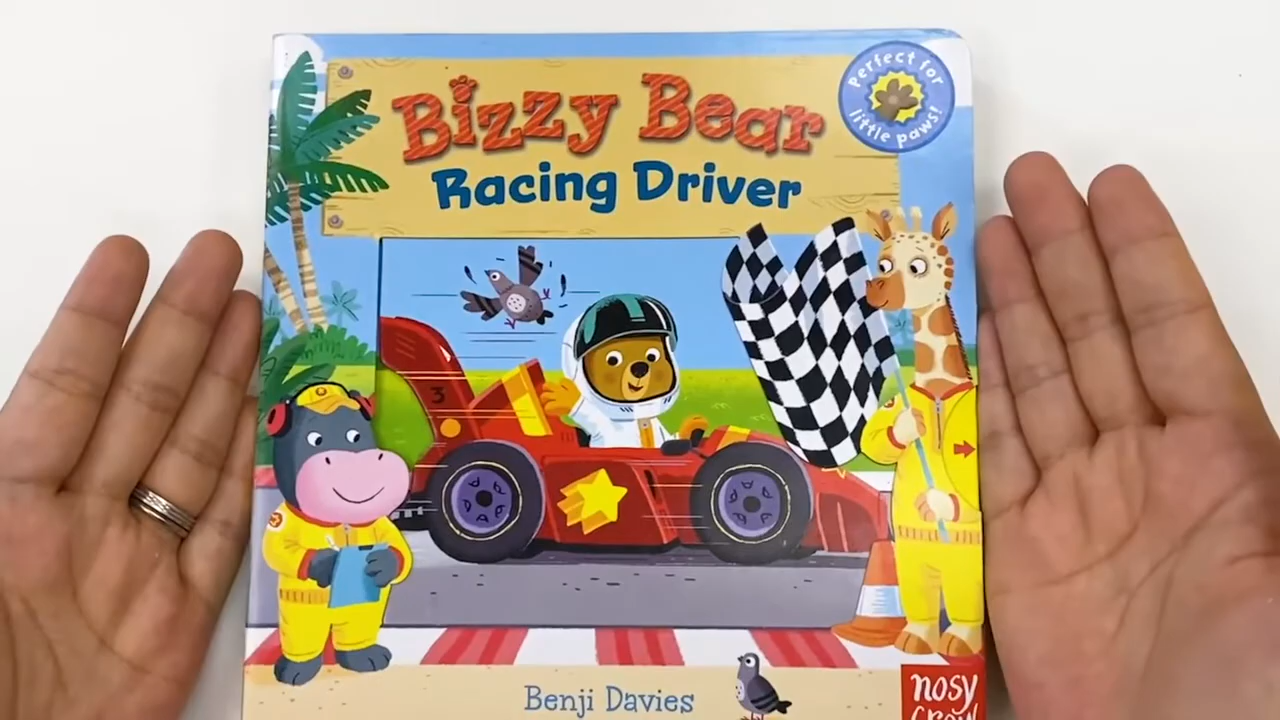 Bizzy Bear
Racing Driver
Perfect for
little paws!
3
Benji Davies
nosy
crow